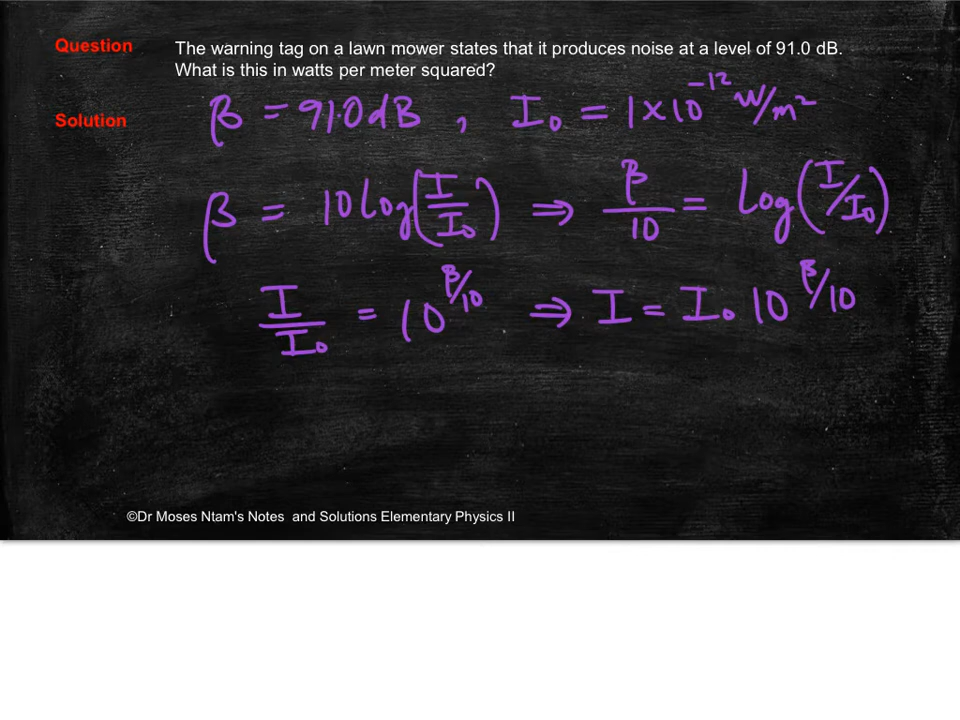 Question The warning tag on a lawn mower states that it produces noise at a level of 91.0 dB.
What is this in watts per meter squared?
Solution β = 91.0dB , I₀ = 1×10⁻¹² W/m²
β = 10 Log(I/I₀) ⇒ β/10 = Log(I/I₀)
I/I₀ = 10^(β/10) ⇒ I = I₀ 10^(β/10)
©Dr Moses Ntam's Notes and Solutions Elementary Physics II